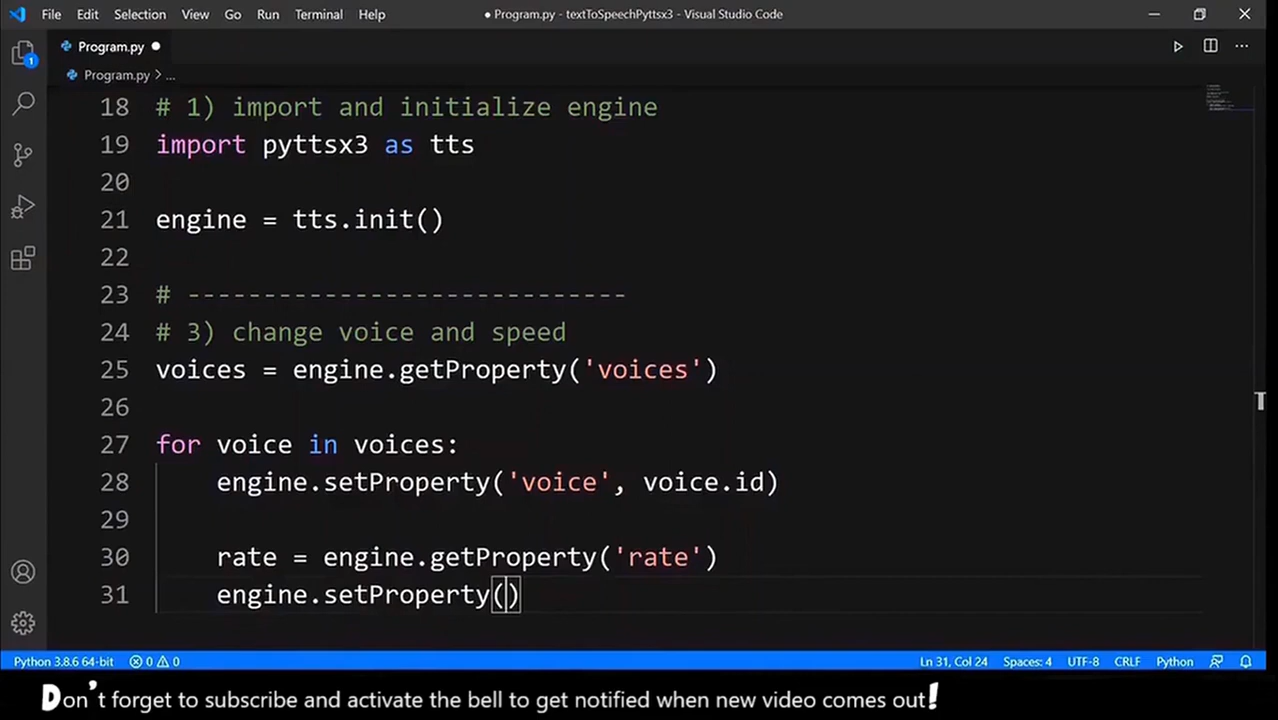 File Edit Selection View Go Run Terminal Help ● Program.py - textToSpeechPyttsx3 - Visual Studio Code
Program.py ●
Program.py > ...
18 # 1) import and initialize engine
19 import pyttsx3 as tts
20
21 engine = tts.init()
22
23 # -----------------------------
24 # 3) change voice and speed
25 voices = engine.getProperty('voices')
26
27 for voice in voices:
28 engine.setProperty('voice', voice.id)
29
30 rate = engine.getProperty('rate')
31 engine.setProperty()
1
Python 3.8.6 64-bit 0 0 Ln 31, Col 24 Spaces: 4 UTF-8 CRLF Python
Don't forget to subscribe and activate the bell to get notified when new video comes out!